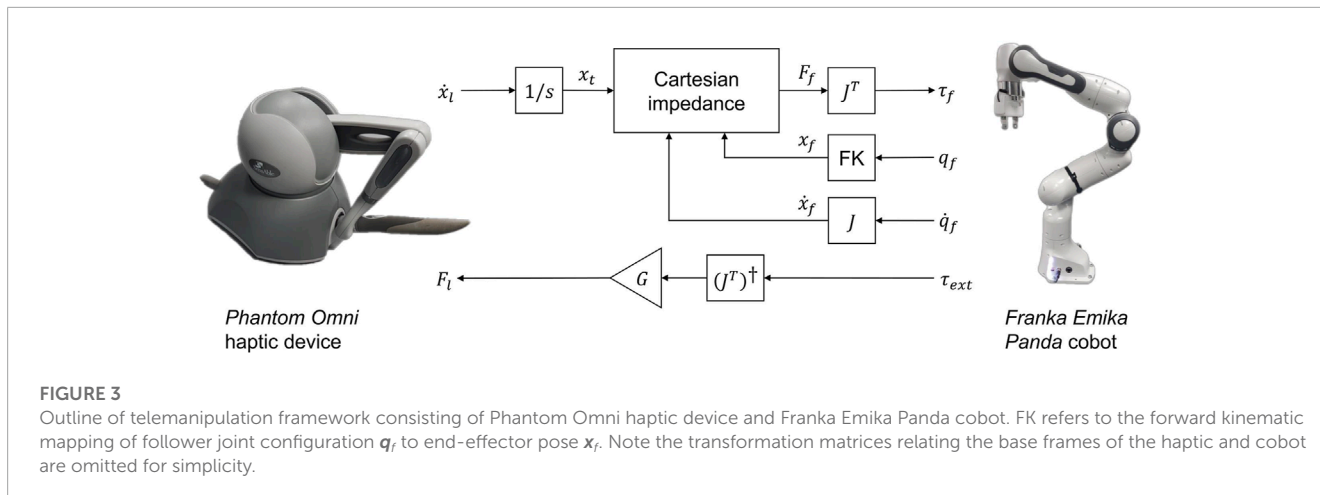 ẋ_l
1/s
x_t
Cartesian
impedance
F_f
J^T
τ_f
x_f
FK
q_f
ẋ_f
J
q̇_f
F_l
G
(J^T)†
τ_ext
Phantom Omni
haptic device
Franka Emika
Panda cobot
FIGURE 3
Outline of telemanipulation framework consisting of Phantom Omni haptic device and Franka Emika Panda cobot. FK refers to the forward kinematic
mapping of follower joint configuration q_f to end-effector pose x_f. Note the transformation matrices relating the base frames of the haptic and cobot
are omitted for simplicity.